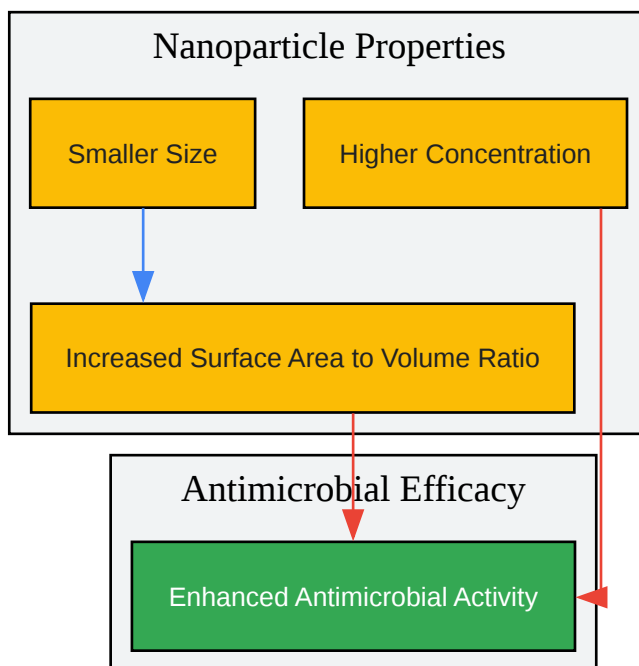 Nanoparticle Properties
Smaller Size
Higher Concentration
Increased Surface Area to Volume Ratio
Antimicrobial Efficacy
Enhanced Antimicrobial Activity